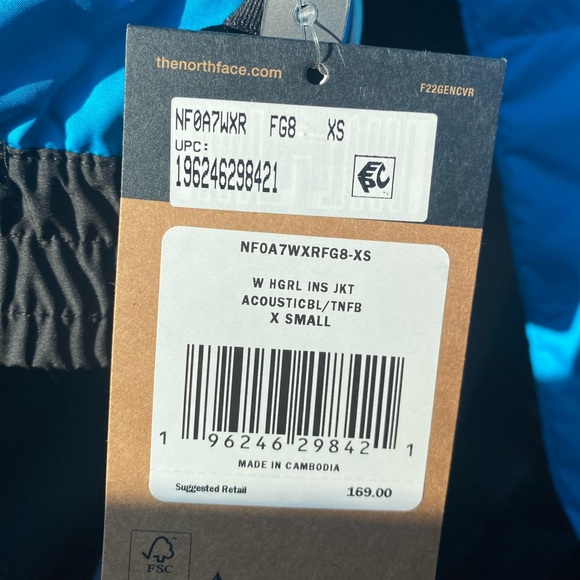 thenorthface.com
F22GENCVR
NF0A7WXR FG8 XS
UPC:
196246298421
EPC
NF0A7WXRFG8-XS
W HGRL INS JKT
ACOUSTICBL/TNFB
X SMALL
1 96246 29842 1
MADE IN CAMBODIA
Suggested Retail 169.00
FSC